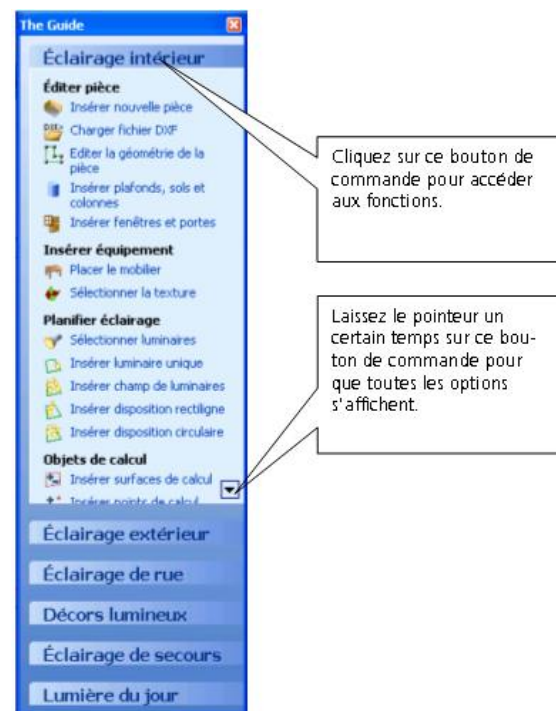 The Guide
Éclairage intérieur
Éditer pièce
Insérer nouvelle pièce
Charger fichier DXF
Editer la géométrie de la
pièce
Insérer plafonds, sols et
colonnes
Insérer fenêtres et portes
Insérer équipement
Placer le mobilier
Sélectionner la texture
Planifier éclairage
Sélectionner luminaires
Insérer luminaire unique
Insérer champ de luminaires
Insérer disposition rectiligne
Insérer disposition circulaire
Objets de calcul
Insérer surfaces de calcul
Insérer points de calcul
Éclairage extérieur
Éclairage de rue
Décors lumineux
Éclairage de secours
Lumière du jour
Cliquez sur ce bouton de
commande pour accéder
aux fonctions.
Laissez le pointeur un
certain temps sur ce bou-
ton de commande pour
que toutes les options
s'affichent.